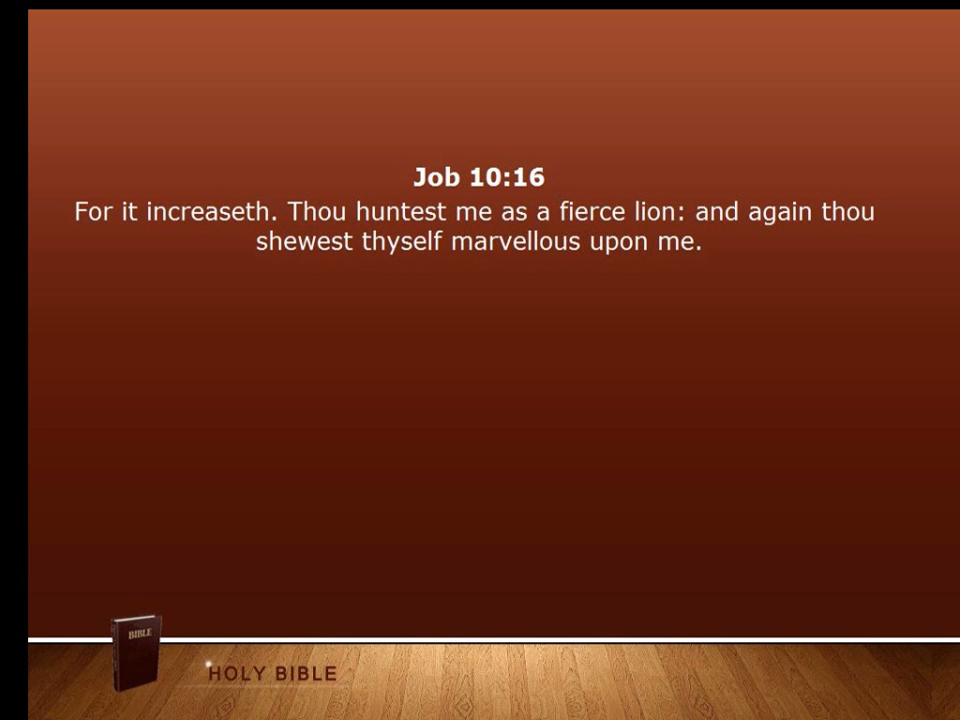 Job 10:16
For it increaseth. Thou huntest me as a fierce lion: and again thou
shewest thyself marvellous upon me.
BIBLE
HOLY BIBLE